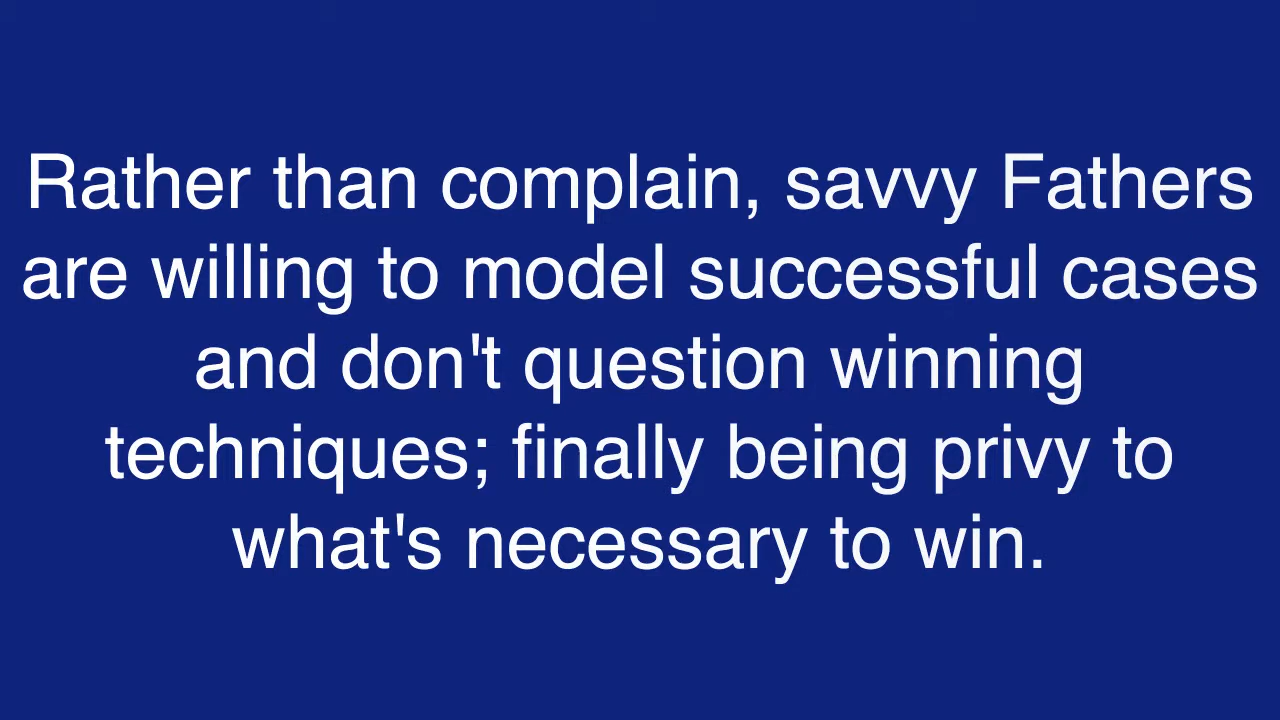 Rather than complain, savvy Fathers
are willing to model successful cases
and don't question winning
techniques; finally being privy to
what's necessary to win.